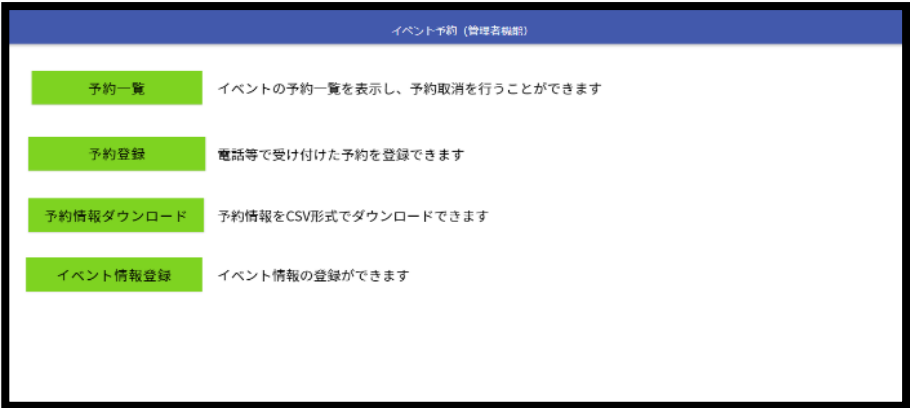 イベント予約（管理者機能）
予約一覧
イベントの予約一覧を表示し、予約取消を行うことができます
予約登録
電話等で受け付けた予約を登録できます
予約情報ダウンロード
予約情報をCSV形式でダウンロードできます
イベント情報登録
イベント情報の登録ができます